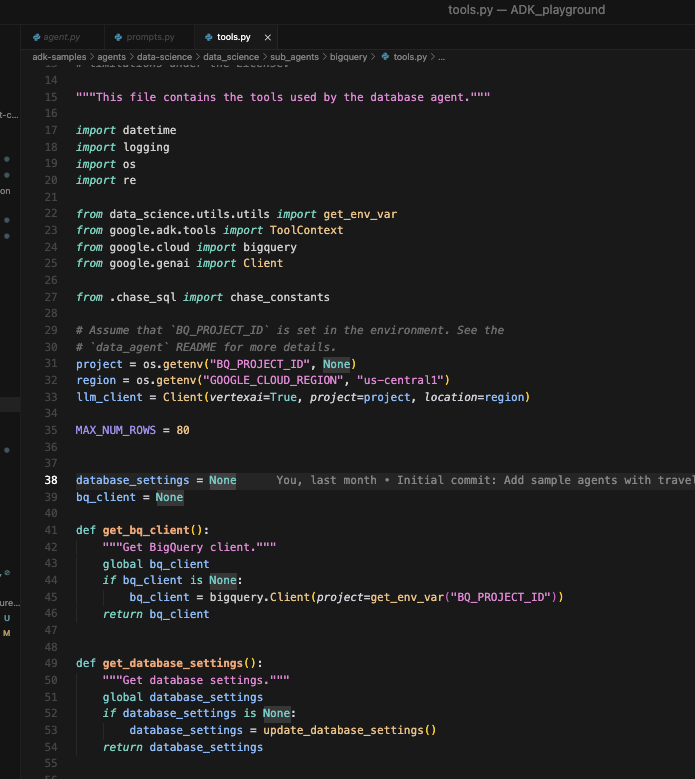 tools.py — ADK_playground
agent.py
prompts.py
tools.py
adk-samples > agents > data-science > data_science > sub_agents > bigquery > tools.py > ...
14
15 """This file contains the tools used by the database agent."""
16
17 import datetime
18 import logging
19 import os
20 import re
21
22 from data_science.utils.utils import get_env_var
23 from google.adk.tools import ToolContext
24 from google.cloud import bigquery
25 from google.genai import Client
26
27 from .chase_sql import chase_constants
28
29 # Assume that `BQ_PROJECT_ID` is set in the environment. See the
30 # `data_agent` README for more details.
31 project = os.getenv("BQ_PROJECT_ID", None)
32 region = os.getenv("GOOGLE_CLOUD_REGION", "us-central1")
33 llm_client = Client(vertexai=True, project=project, location=region)
34
35 MAX_NUM_ROWS = 80
36
37
38 database_settings = None You, last month • Initial commit: Add sample agents with trave
39 bq_client = None
40
41 def get_bq_client():
42 """Get BigQuery client."""
43 global bq_client
44 if bq_client is None:
45 bq_client = bigquery.Client(project=get_env_var("BQ_PROJECT_ID"))
46 return bq_client
47
48
49 def get_database_settings():
50 """Get database settings."""
51 global database_settings
52 if database_settings is None:
53 database_settings = update_database_settings()
54 return database_settings
55
56
t-c...
on
ure...
U
M